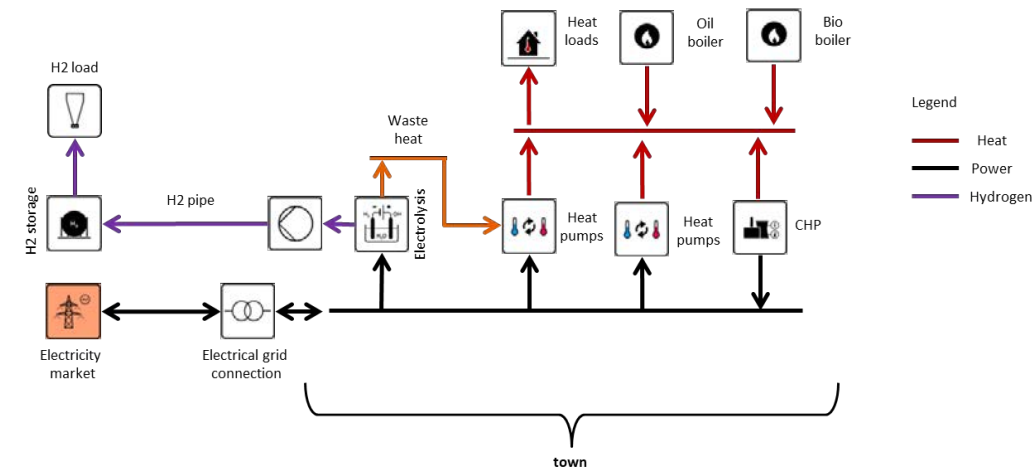 Heat
loads
Oil
boiler
Bio
boiler
H2 load
Waste
heat
Legend
Heat
Power
Hydrogen
H2 storage
H2 pipe
Electrolysis
Heat
pumps
Heat
pumps
CHP
Electricity
market
Electrical grid
connection
town